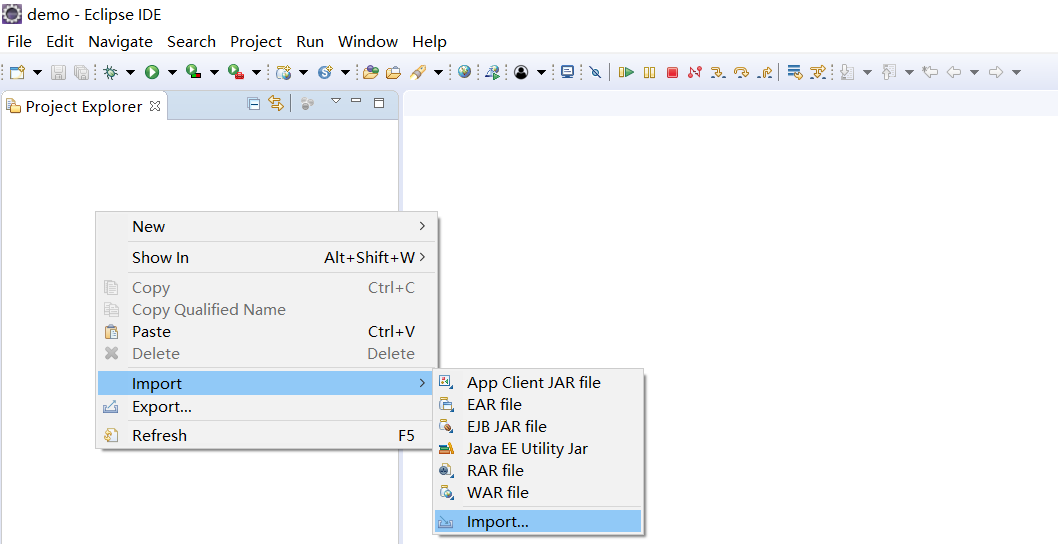 demo - Eclipse IDE
File Edit Navigate Search Project Run Window Help
Project Explorer
New
Show In Alt+Shift+W
Copy Ctrl+C
Copy Qualified Name
Paste Ctrl+V
Delete Delete
Import
Export...
Refresh F5
App Client JAR file
EAR file
EJB JAR file
Java EE Utility Jar
RAR file
WAR file
Import...